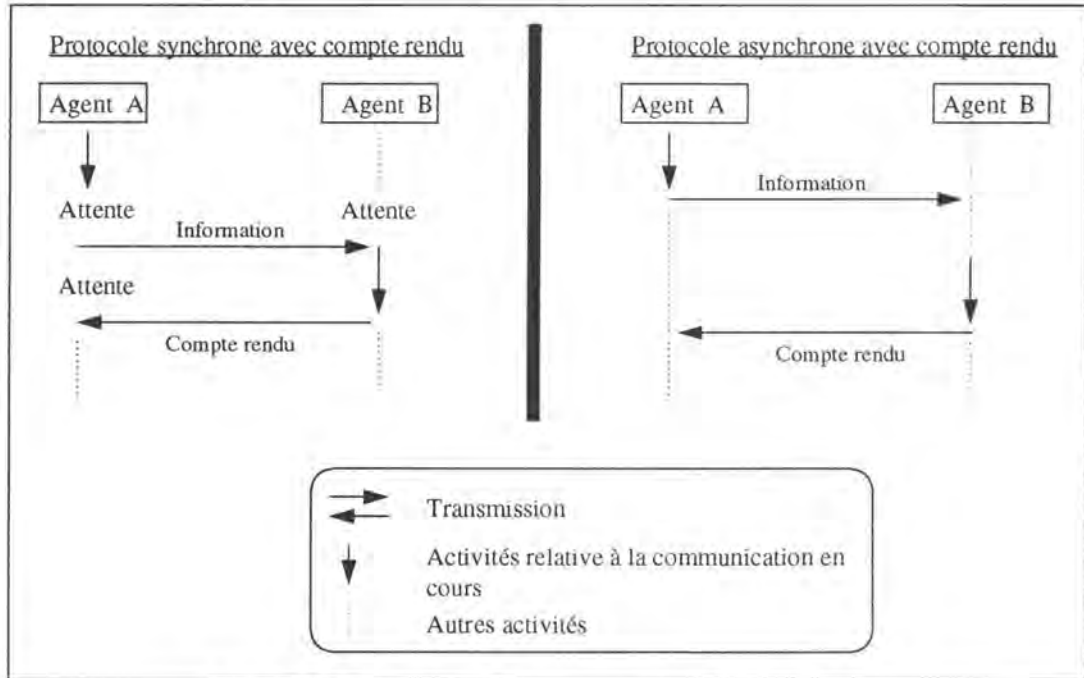 Protocole synchrone avec compte rendu
Agent A
Agent B
Attente
Attente
Information
Attente
Compte rendu
Protocole asynchrone avec compte rendu
Agent A
Agent B
Information
Compte rendu
Transmission
Activités relative à la communication en
cours
Autres activités